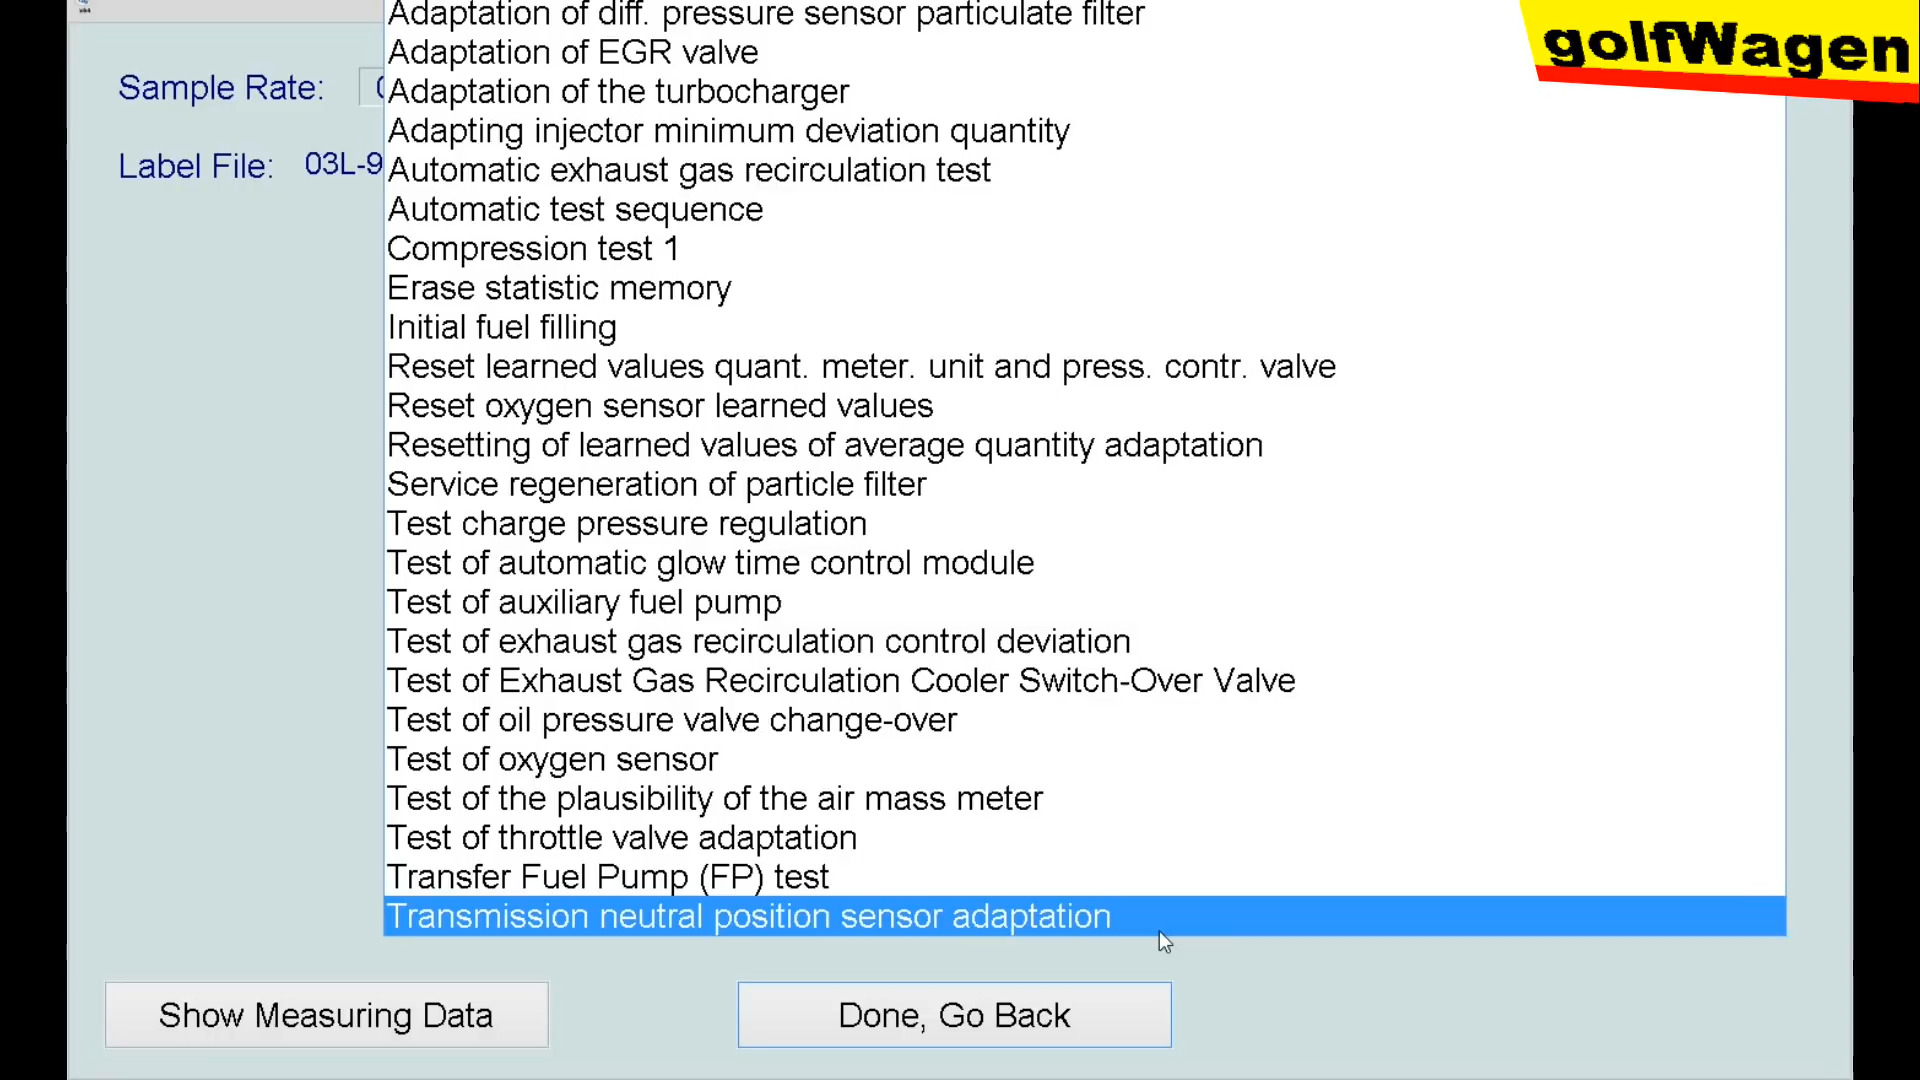 Adaptation of diff. pressure sensor particulate filter
golfWagen
Adaptation of EGR valve
Sample Rate:
Adaptation of the turbocharger
Adapting injector minimum deviation quantity
Label File: 03L-9
Automatic exhaust gas recirculation test
Automatic test sequence
Compression test 1
Erase statistic memory
Initial fuel filling
Reset learned values quant. meter. unit and press. contr. valve
Reset oxygen sensor learned values
Resetting of learned values of average quantity adaptation
Service regeneration of particle filter
Test charge pressure regulation
Test of automatic glow time control module
Test of auxiliary fuel pump
Test of exhaust gas recirculation control deviation
Test of Exhaust Gas Recirculation Cooler Switch-Over Valve
Test of oil pressure valve change-over
Test of oxygen sensor
Test of the plausibility of the air mass meter
Test of throttle valve adaptation
Transfer Fuel Pump (FP) test
Transmission neutral position sensor adaptation
Show Measuring Data
Done, Go Back